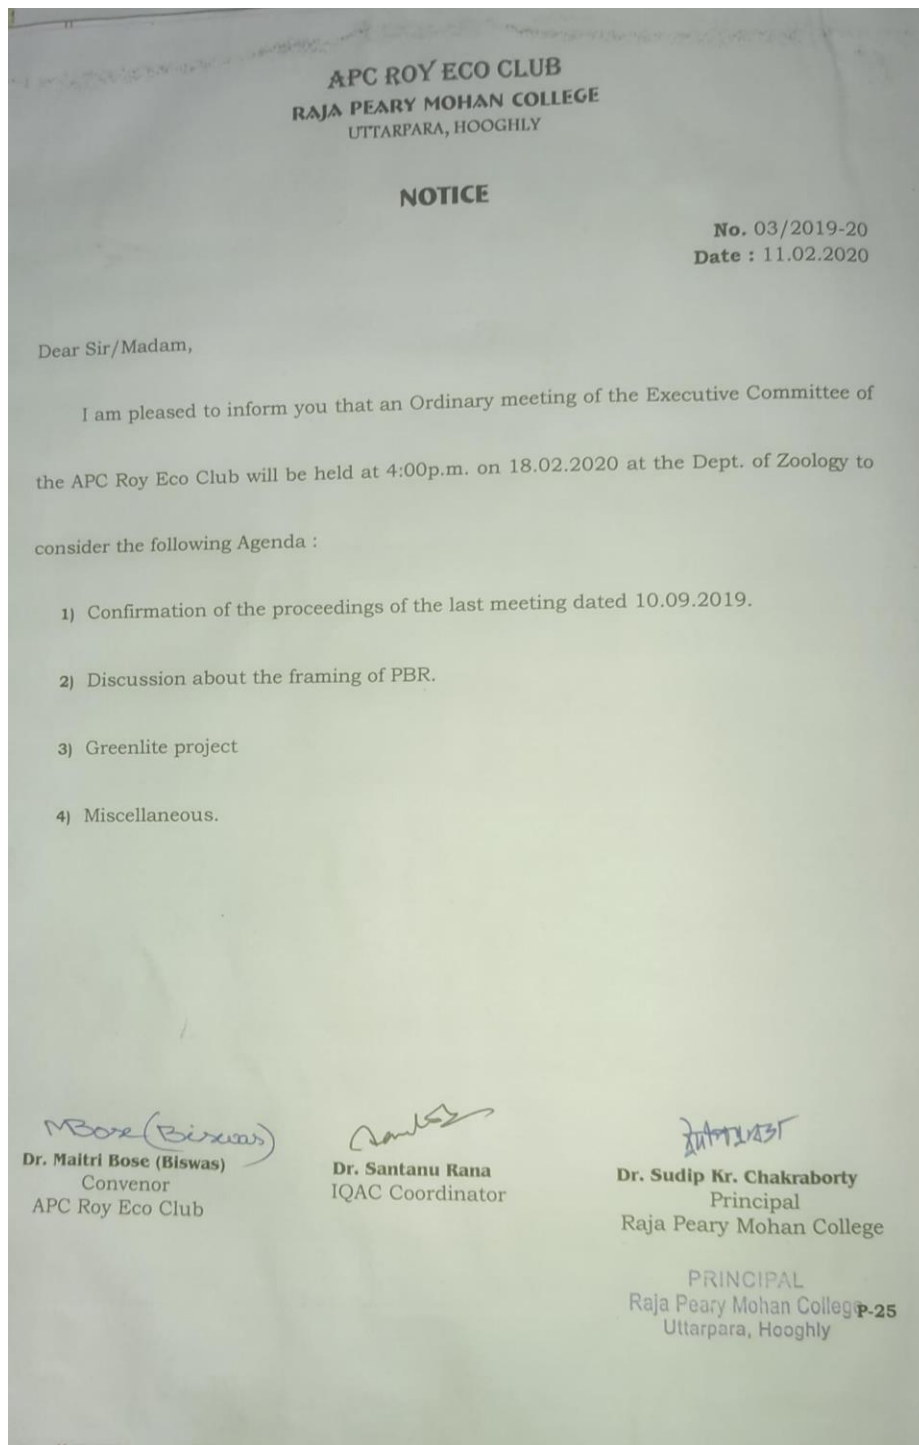 APC ROY ECO CLUB
RAJA PEARY MOHAN COLLEGE
UTTARPARA, HOOGHLY
NOTICE
No. 03/2019-20
Date : 11.02.2020
Dear Sir/Madam,
I am pleased to inform you that an Ordinary meeting of the Executive Committee of
the APC Roy Eco Club will be held at 4:00p.m. on 18.02.2020 at the Dept. of Zoology to
consider the following Agenda :
1) Confirmation of the proceedings of the last meeting dated 10.09.2019.
2) Discussion about the framing of PBR.
3) Greenlite project
4) Miscellaneous.
MBose (Biswas)
Dr. Maitri Bose (Biswas)
Convenor
APC Roy Eco Club
Dr. Santanu Rana
IQAC Coordinator
Dr. Sudip Kr. Chakraborty
Principal
Raja Peary Mohan College
PRINCIPAL
Raja Peary Mohan College
P-25
Uttarpara, Hooghly